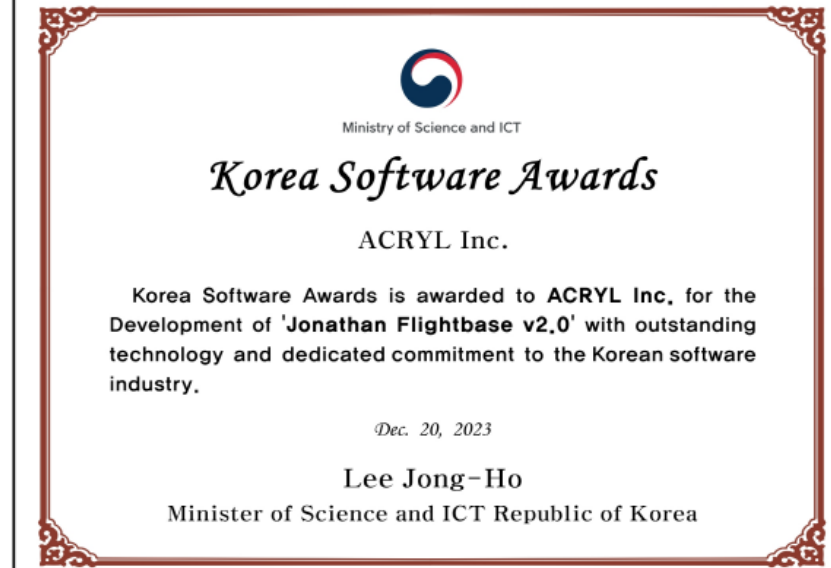 Ministry of Science and ICT
Korea Software Awards
ACRYL Inc.
Korea Software Awards is awarded to ACRYL Inc. for the
Development of 'Jonathan Flightbase v2.0' with outstanding
technology and dedicated commitment to the Korean software
industry.
Dec. 20, 2023
Lee Jong-Ho
Minister of Science and ICT Republic of Korea